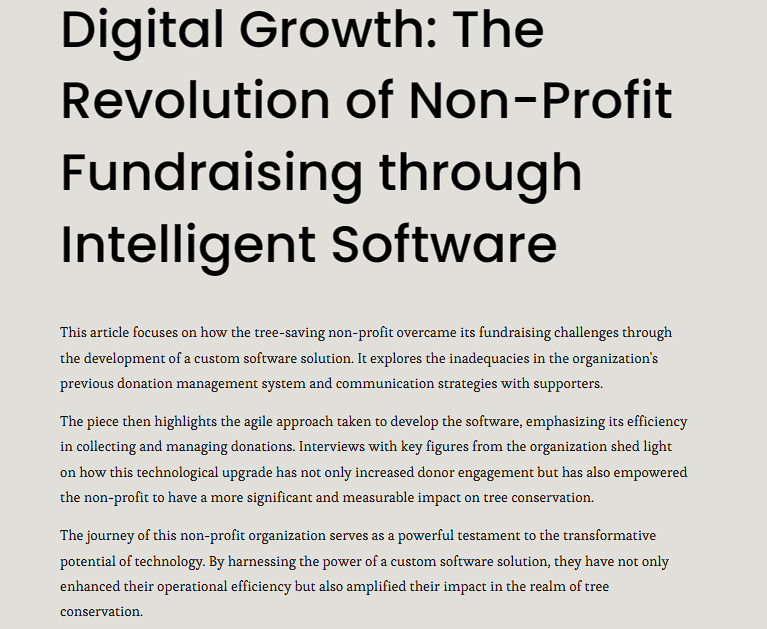 Digital Growth: The
Revolution of Non-Profit
Fundraising through
Intelligent Software
This article focuses on how the tree-saving non-profit overcame its fundraising challenges through
the development of a custom software solution. It explores the inadequacies in the organization's
previous donation management system and communication strategies with supporters.
The piece then highlights the agile approach taken to develop the software, emphasizing its efficiency
in collecting and managing donations. Interviews with key figures from the organization shed light
on how this technological upgrade has not only increased donor engagement but has also empowered
the non-profit to have a more significant and measurable impact on tree conservation.
The journey of this non-profit organization serves as a powerful testament to the transformative
potential of technology. By harnessing the power of a custom software solution, they have not only
enhanced their operational efficiency but also amplified their impact in the realm of tree
conservation.